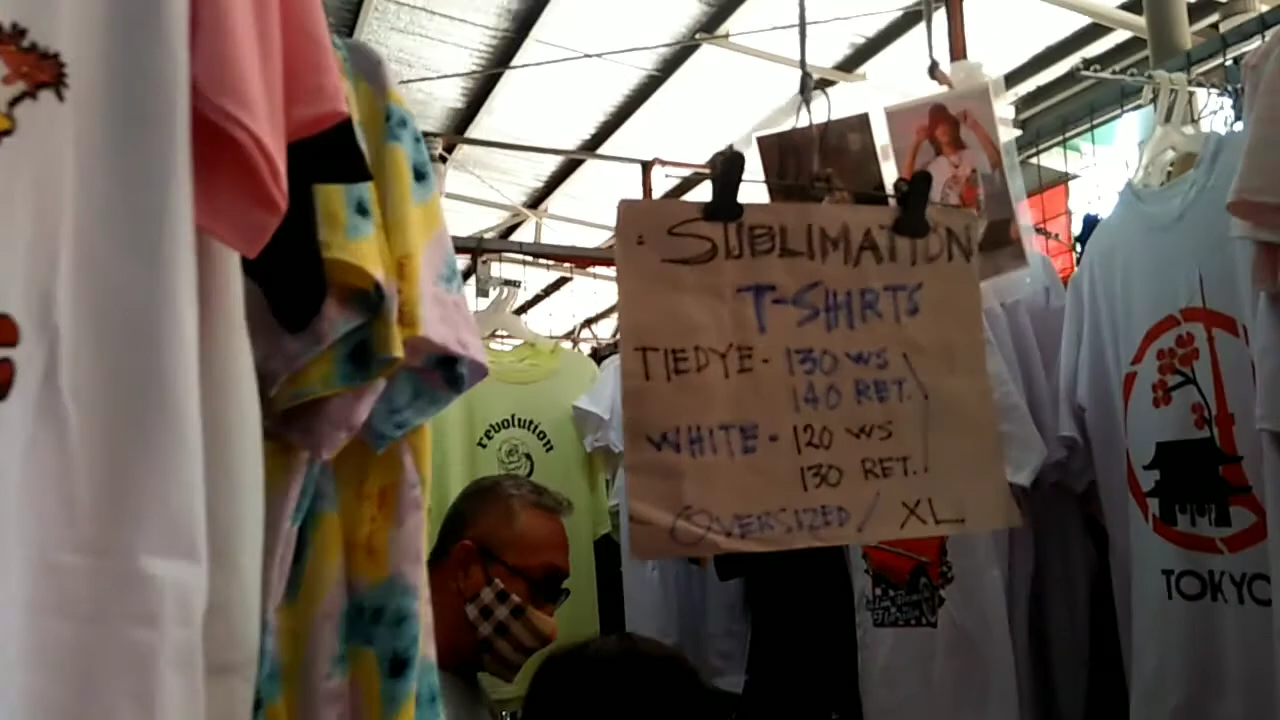 SUBLIMATION
T-SHIRTS
TIEDYE - 130 WS
140 RET.
WHITE - 120 WS
130 RET.
OVERSIZED / XL
revolution
TOKYO